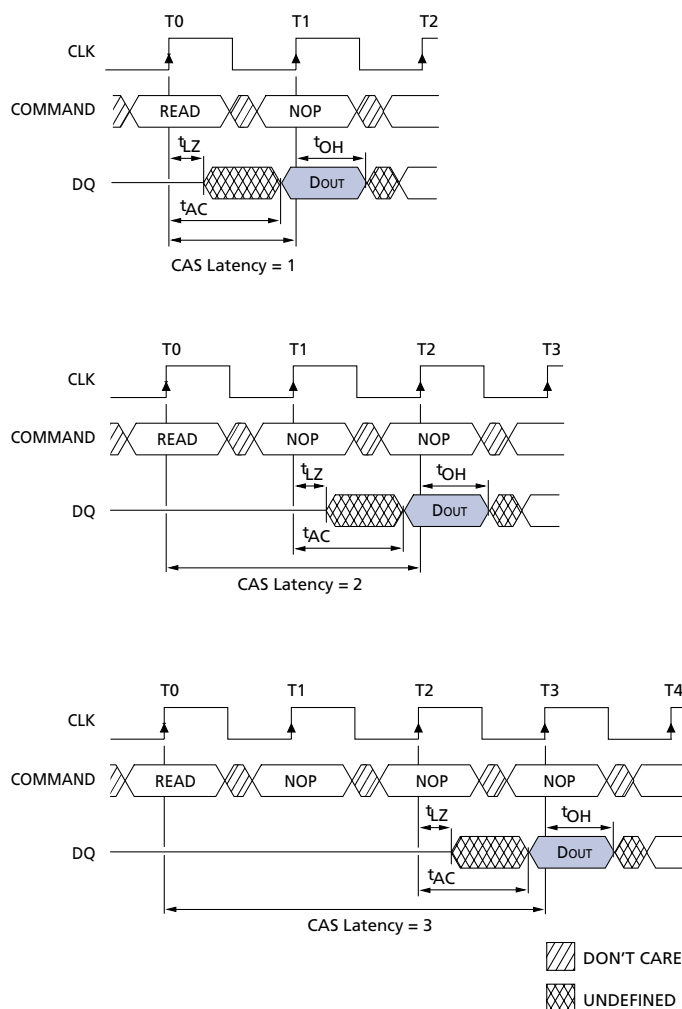 T0 T1 T2
CLK
COMMAND READ NOP
tLZ tOH
DQ DOUT
tAC
CAS Latency = 1
T0 T1 T2 T3
CLK
COMMAND READ NOP NOP
tLZ tOH
DQ DOUT
tAC
CAS Latency = 2
T0 T1 T2 T3 T4
CLK
COMMAND READ NOP NOP NOP
tLZ tOH
DQ DOUT
tAC
CAS Latency = 3
DON'T CARE
UNDEFINED